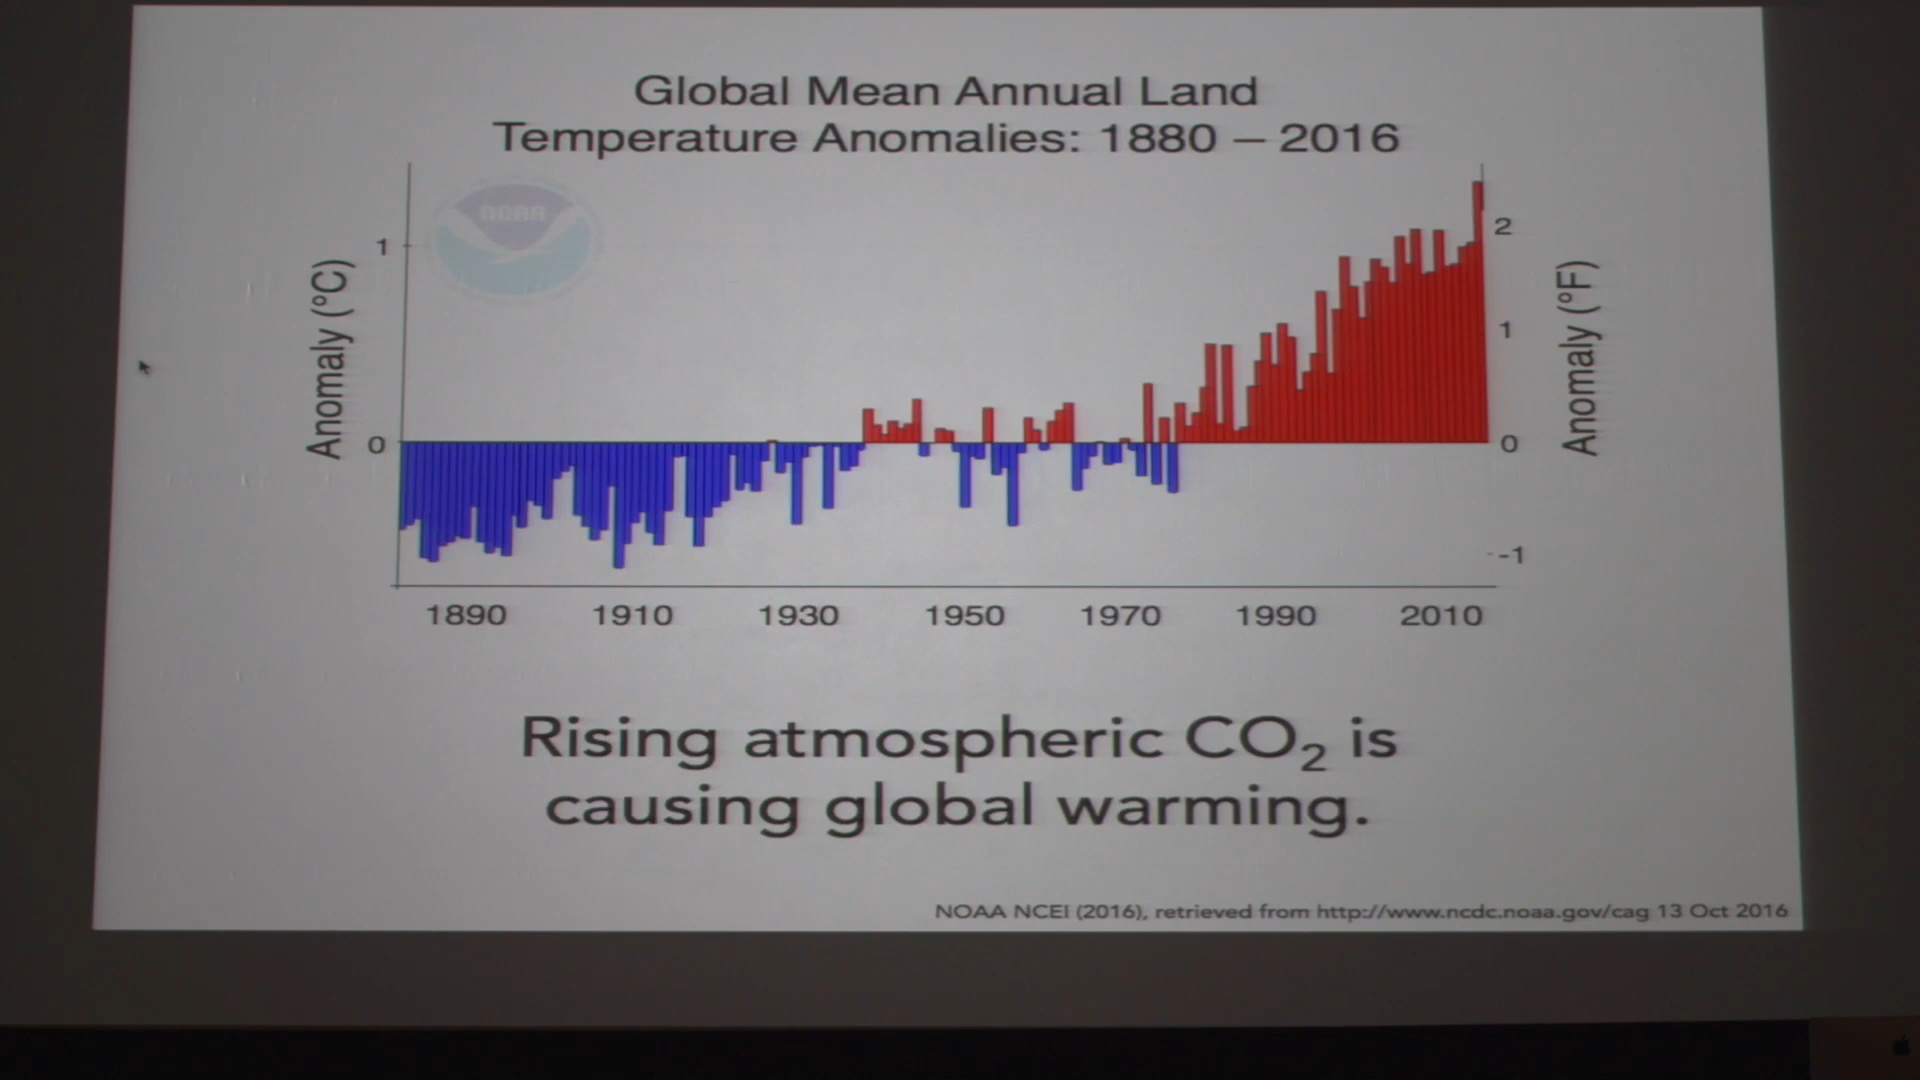 Global Mean Annual Land
Temperature Anomalies: 1880 – 2016
noaa
Anomaly (°C)
1
0
Anomaly (°F)
2
1
0
-1
1890 1910 1930 1950 1970 1990 2010
Rising atmospheric CO₂ is
causing global warming.
NOAA NCEI (2016), retrieved from http://www.ncdc.noaa.gov/cag 13 Oct 2016